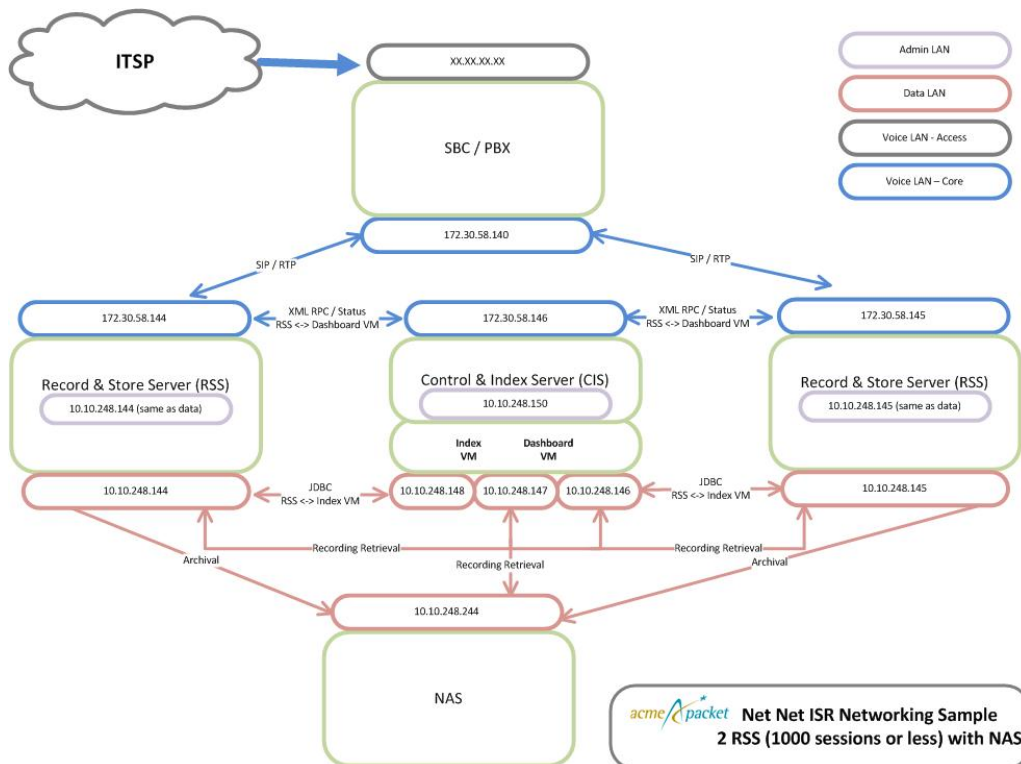 ITSP
XX.XX.XX.XX
Admin LAN
Data LAN
Voice LAN - Access
Voice LAN – Core
SBC / PBX
172.30.58.140
SIP / RTP
SIP / RTP
172.30.58.144
XML RPC / Status
RSS <-> Dashboard VM
172.30.58.146
XML RPC / Status
RSS <-> Dashboard VM
172.30.58.145
Record & Store Server (RSS)
10.10.248.144 (same as data)
Control & Index Server (CIS)
10.10.248.150
Record & Store Server (RSS)
10.10.248.145 (same as data)
Index
VM
Dashboard
VM
10.10.248.144
JDBC
RSS <-> Index VM
10.10.248.148
10.10.248.147
10.10.248.146
JDBC
RSS <-> Index VM
10.10.248.145
Recording Retrieval
Recording Retrieval
Archival
Recording Retrieval
Archival
10.10.248.244
NAS
acme packet
Net Net ISR Networking Sample
2 RSS (1000 sessions or less) with NAS